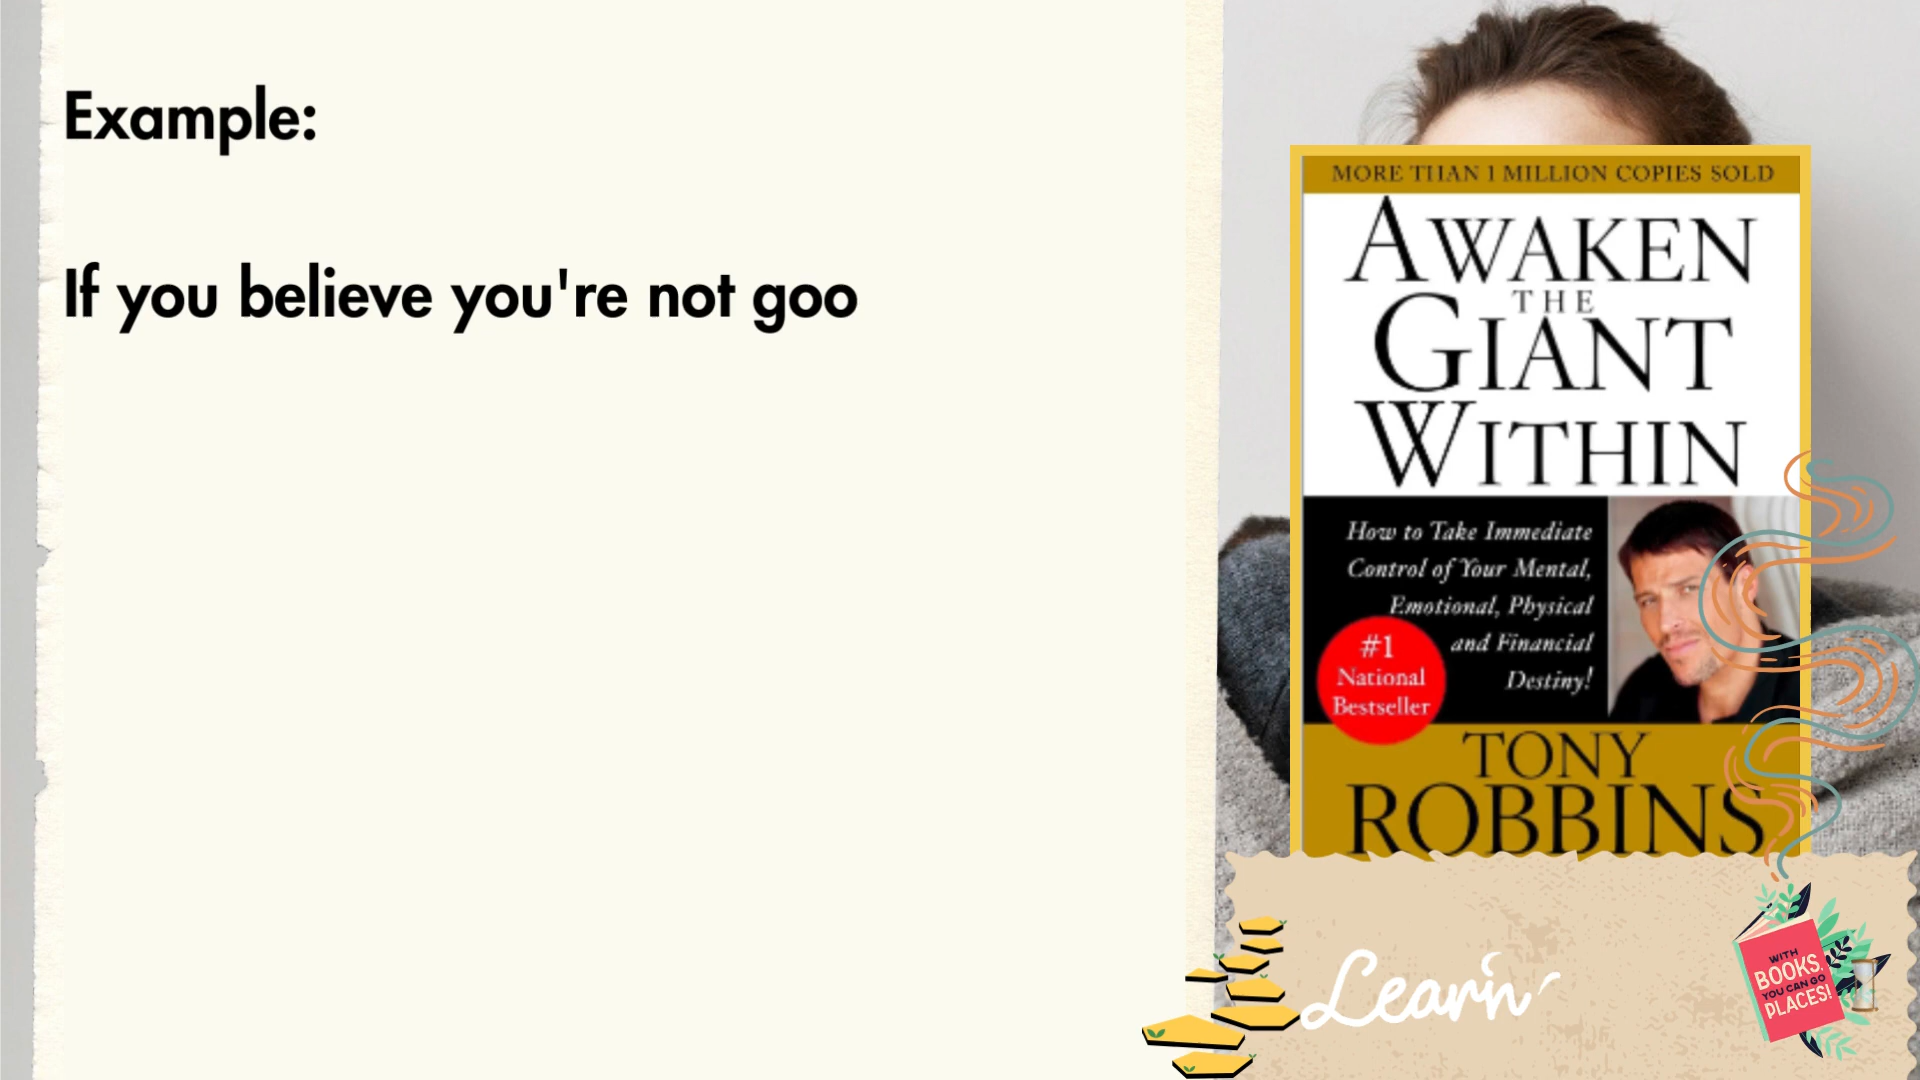 Example:
If you believe you're not goo
MORE THAN 1 MILLION COPIES SOLD
AWAKEN
THE
GIANT
WITHIN
How to Take Immediate
Control of Your Mental,
Emotional, Physical
and Financial
Destiny!
#1
National
Bestseller
TONY
ROBBINS
Learn
WITH
BOOKS,
YOU CAN GO
PLACES!